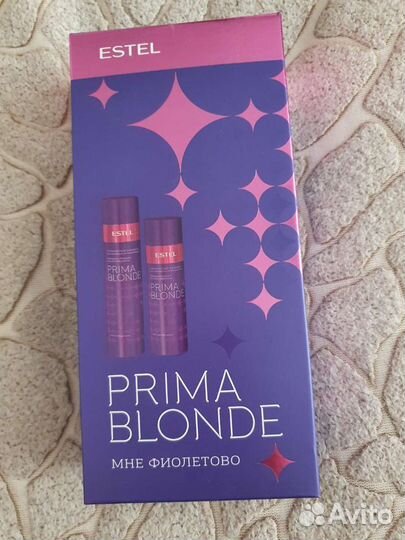 ESTEL
ESTEL
PRIMA
BLONDE
ESTEL
PRIMA
BLONDE
PRIMA
BLONDE
МНЕ ФИОЛЕТОВО
Avito